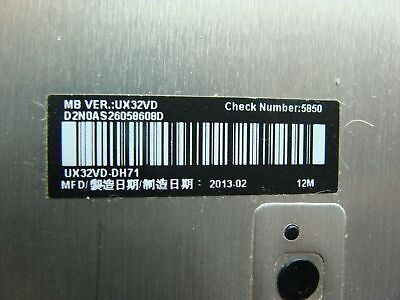 MB VER.:UX32VD Check Number:5850
D2N0AS26058608D
UX32VD-DH71
MFD/製造日期/制造日期： 2013-02 12M